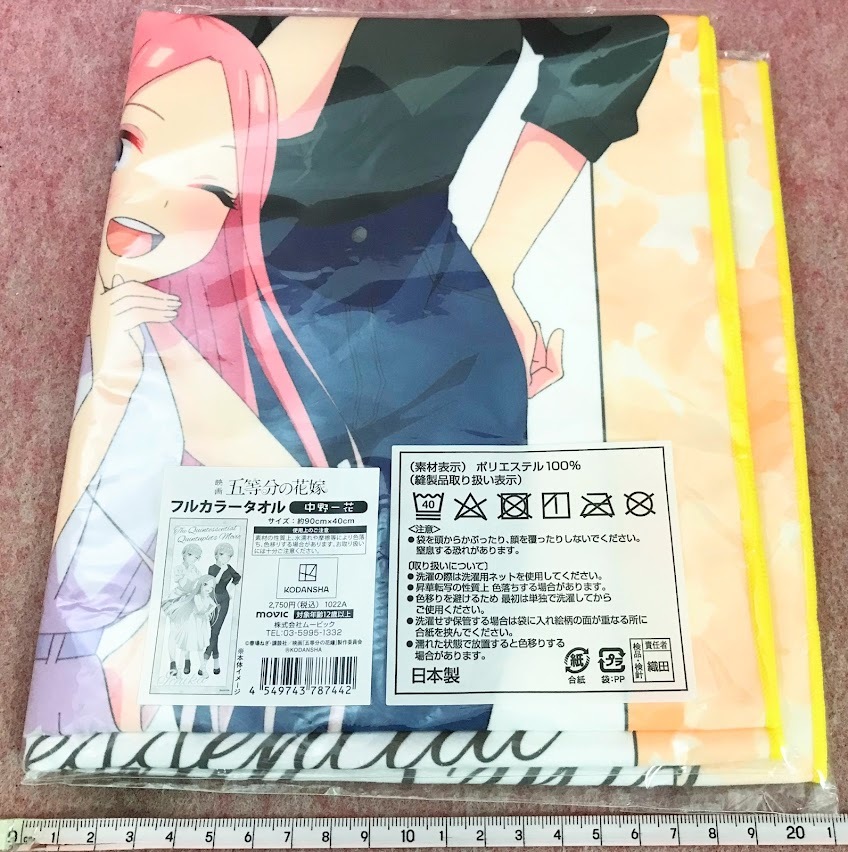 映画 五等分の花嫁
フルカラータオル 中野一花
サイズ：約90cm×40cm
使用上のご注意
素材の性質上、水濡れや摩擦等により色落
ち、色移りする場合があります。お取り扱い
には十分ご注意ください。
The Quintessential
Quintuplets Movie
KODANSHA
2,750円(税込) 1022A
movic 対象年齢12歳以上
株式会社ムービック
TEL:03-5995-1332
©春場ねぎ・講談社／映画「五等分の花嫁」製作委員会
®KODANSHA
※本体イメージ
4 549743 787442
(素材表示) ポリエステル100%
(縫製品取り扱い表示)
40
<注意>
●袋を頭からかぶったり、顔を覆ったりしないでください。
窒息する恐れがあります。
[取り扱いについて]
●洗濯の際は洗濯用ネットを使用してください。
●昇華転写の性質上 色落ちする場合があります。
●色移りを避けるため 最初は単独で洗濯してから
ご使用ください。
●洗濯せず保管する場合は袋に入れ絵柄の面が重なる所に
合紙を挟んでください。
●濡れた状態で放置すると色移りする
場合があります。
日本製
紙 合紙
プラ 袋：PP
検品・検針 責任者 織田
essential
0 cm 1 2 3 4 5 6 7 8 9 10 1 2 3 4 5 6 7 8 9 20 1